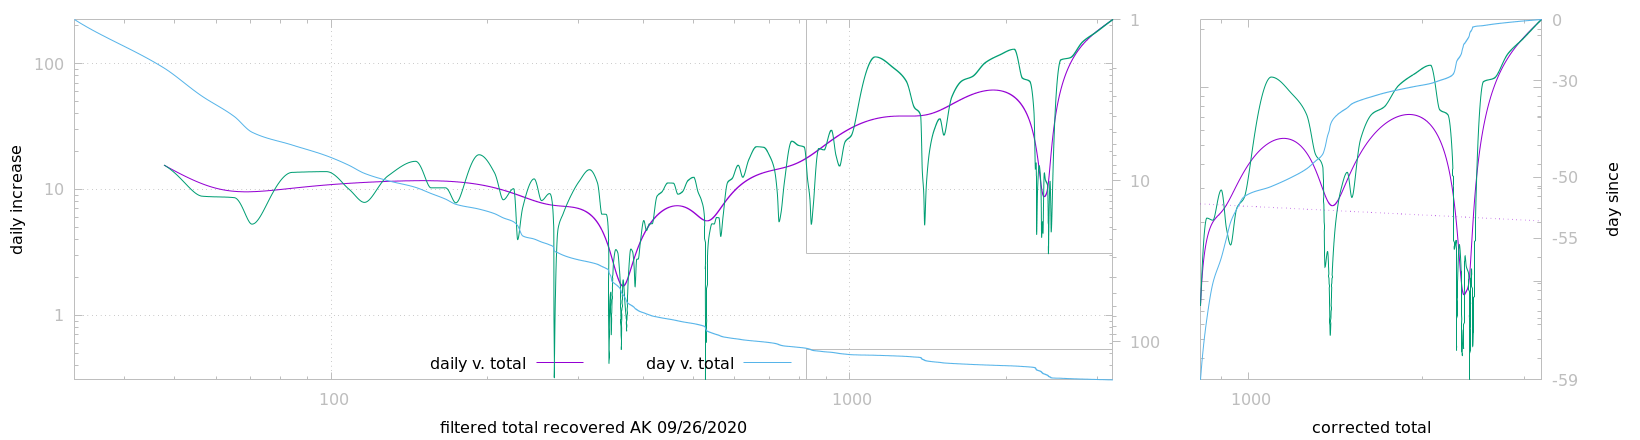 daily increase
100
10
1
100
1000
1
10
100
daily v. total
day v. total
filtered total recovered AK 09/26/2020
1000
0
-30
-50
-55
-59
day since
corrected total